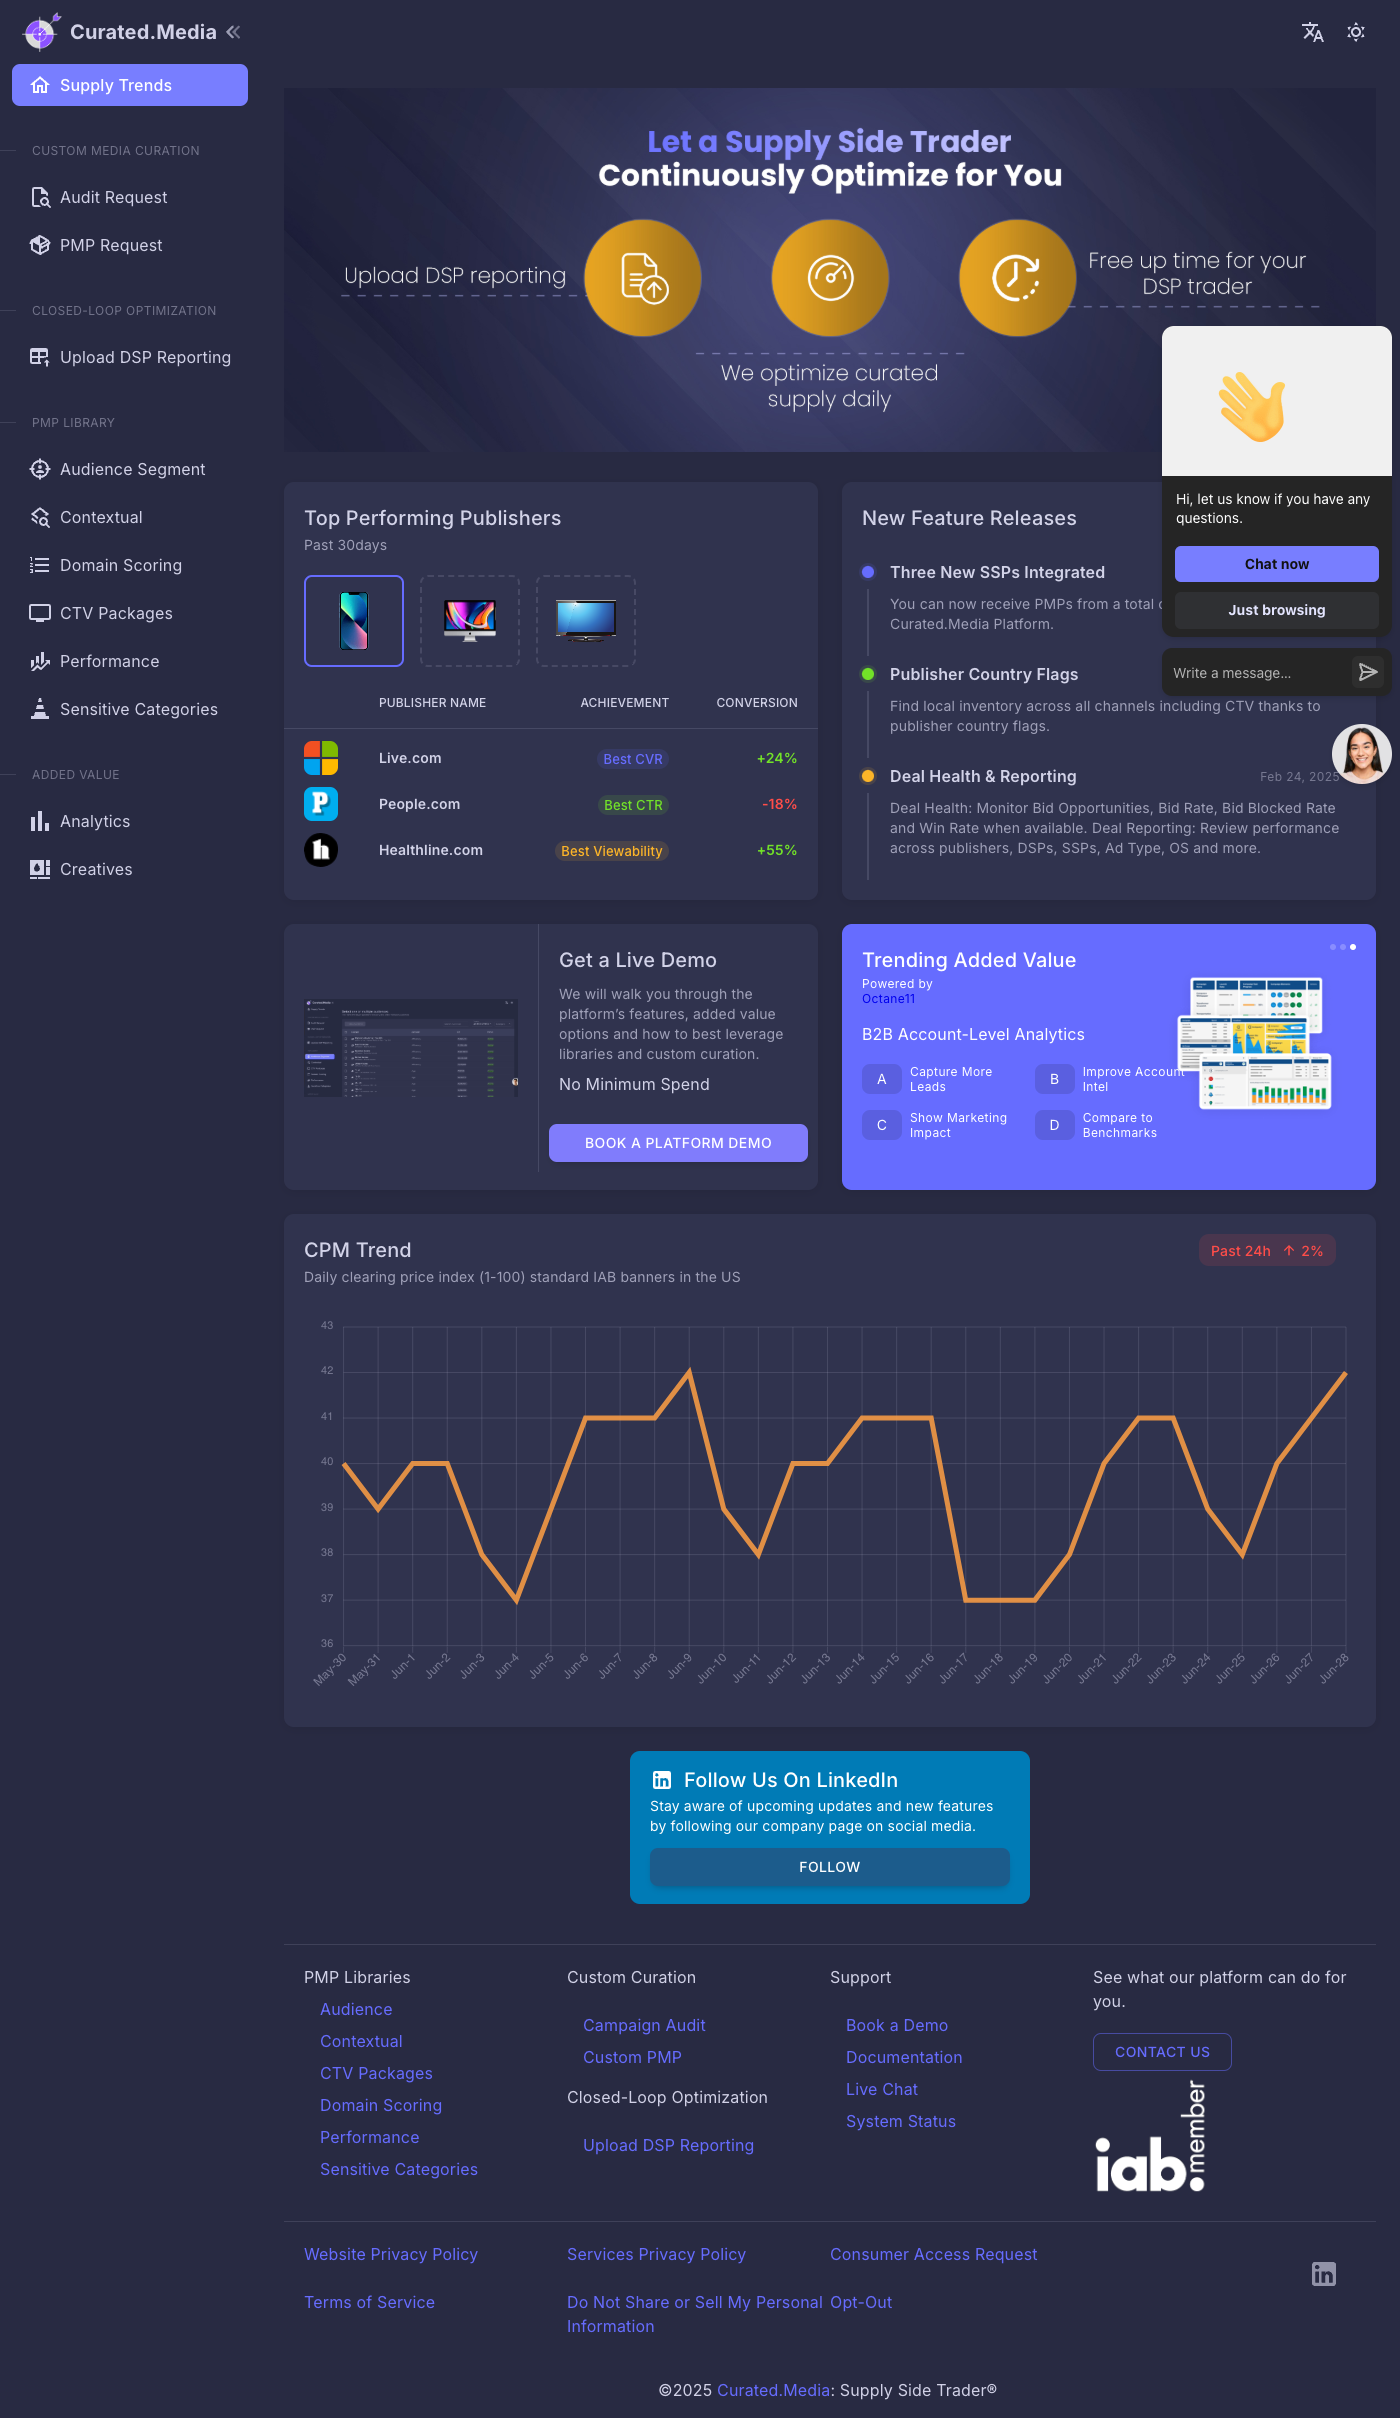 Curated.Media
Supply Trends
CUSTOM MEDIA CURATION
Audit Request
PMP Request
CLOSED-LOOP OPTIMIZATION
Upload DSP Reporting
PMP LIBRARY
Audience Segment
Contextual
Domain Scoring
CTV Packages
Performance
Sensitive Categories
ADDED VALUE
Analytics
Creatives
Let a Supply Side Trader
Continuously Optimize for You
Upload DSP reporting
We optimize curated
supply daily
Free up time for your
DSP trader
Hi, let us know if you have any
questions.
Chat now
Just browsing
Write a message...
Top Performing Publishers
Past 30days
PUBLISHER NAME ACHIEVEMENT CONVERSION
Live.com Best CVR +24%
People.com Best CTR -18%
Healthline.com Best Viewability +55%
New Feature Releases
Three New SSPs Integrated
You can now receive PMPs from a total
Curated.Media Platform.
Publisher Country Flags
Find local inventory across all channels including CTV thanks to
publisher country flags.
Deal Health & Reporting Feb 24, 2025
Deal Health: Monitor Bid Opportunities, Bid Rate, Bid Blocked Rate
and Win Rate when available. Deal Reporting: Review performance
across publishers, DSPs, SSPs, Ad Type, OS and more.
Get a Live Demo
We will walk you through the
platform's features, added value
options and how to best leverage
libraries and custom curation.
No Minimum Spend
BOOK A PLATFORM DEMO
Trending Added Value
Powered by
Octane11
B2B Account-Level Analytics
A Capture More
Leads
B Improve Account
Intel
C Show Marketing
Impact
D Compare to
Benchmarks
CPM Trend
Daily clearing price index (1-100) standard IAB banners in the US
Past 24h ↑ 2%
43
42
41
40
39
38
37
36
May-30 May-31 Jun-1 Jun-2 Jun-3 Jun-4 Jun-5 Jun-6 Jun-7 Jun-8 Jun-9 Jun-10 Jun-11 Jun-12 Jun-13 Jun-14 Jun-15 Jun-16 Jun-17 Jun-18 Jun-19 Jun-20 Jun-21 Jun-22 Jun-23 Jun-24 Jun-25 Jun-26 Jun-27 Jun-28
Follow Us On LinkedIn
Stay aware of upcoming updates and new features
by following our company page on social media.
FOLLOW
PMP Libraries
Audience
Contextual
CTV Packages
Domain Scoring
Performance
Sensitive Categories
Custom Curation
Campaign Audit
Custom PMP
Closed-Loop Optimization
Upload DSP Reporting
Support
Book a Demo
Documentation
Live Chat
System Status
See what our platform can do for
you.
CONTACT US
iab. member
Website Privacy Policy
Services Privacy Policy
Consumer Access Request
Terms of Service
Do Not Share or Sell My Personal
Information
Opt-Out
©2025 Curated.Media: Supply Side Trader®